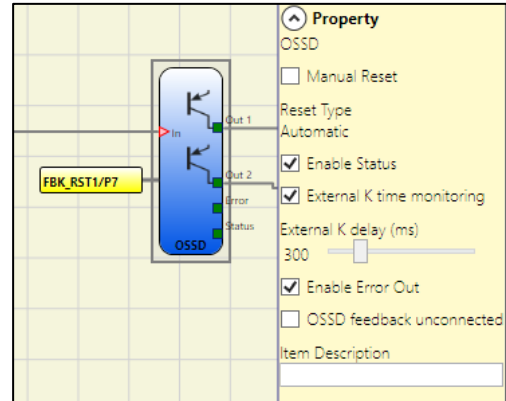 Out 1
In
Out 2
FBK_RST1/P7
Error
Status
OSSD
Property
OSSD
Manual Reset
Reset Type
Automatic
Enable Status
External K time monitoring
External K delay (ms)
300
Enable Error Out
OSSD feedback unconnected
Item Description